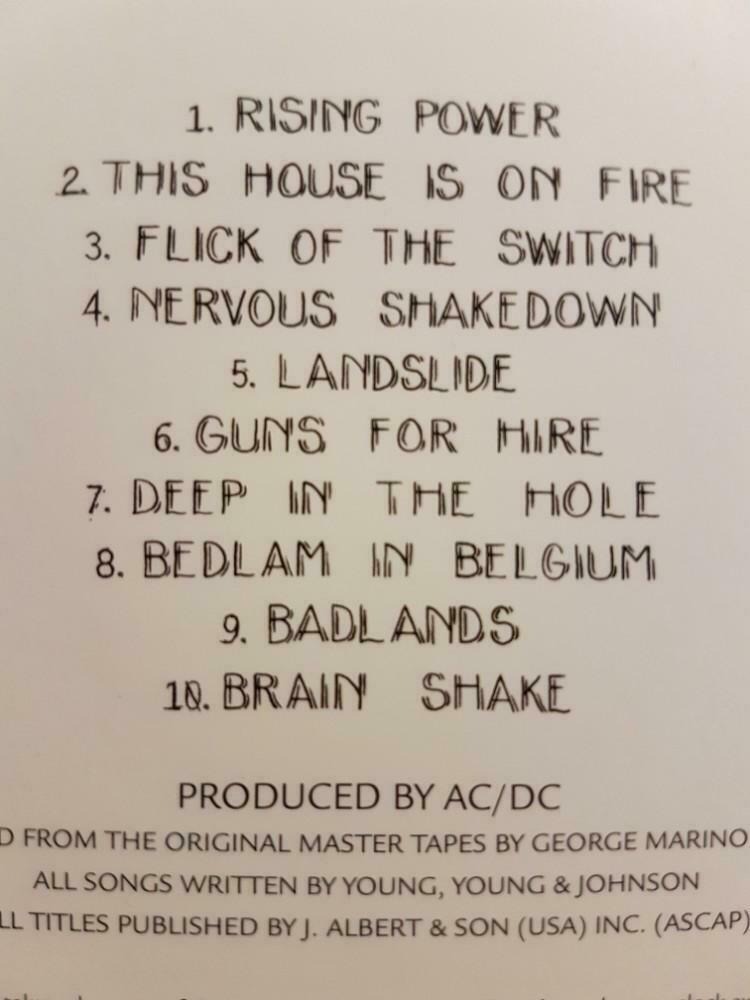 1. RISING POWER
2. THIS HOUSE IS ON FIRE
3. FLICK OF THE SWITCH
4. NERVOUS SHAKEDOWN
5. LANDSLIDE
6. GUNS FOR HIRE
7. DEEP IN THE HOLE
8. BEDLAM IN BELGIUM
9. BADLANDS
10. BRAIN SHAKE
PRODUCED BY AC/DC
D FROM THE ORIGINAL MASTER TAPES BY GEORGE MARINO
ALL SONGS WRITTEN BY YOUNG, YOUNG & JOHNSON
LL TITLES PUBLISHED BY J. ALBERT & SON (USA) INC. (ASCAP)